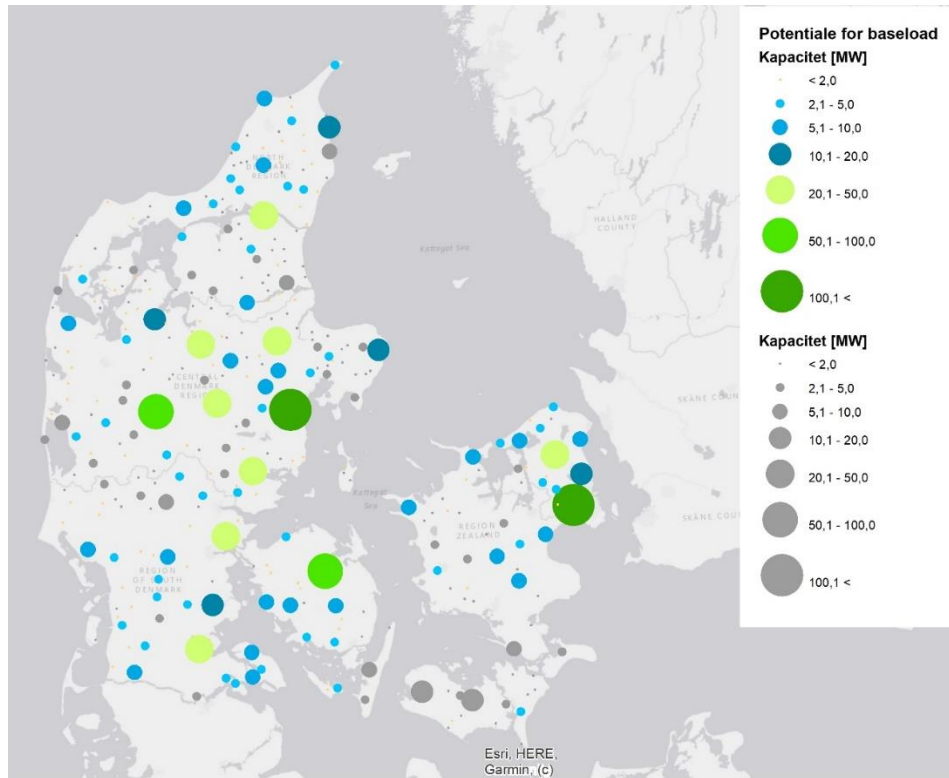 Potentiale for baseload
Kapacitet [MW]
< 2,0
2,1 - 5,0
5,1 - 10,0
10,1 - 20,0
20,1 - 50,0
50,1 - 100,0
100,1 <
Kapacitet [MW]
< 2,0
2,1 - 5,0
5,1 - 10,0
10,1 - 20,0
20,1 - 50,0
50,1 - 100,0
100,1 <
NORTH
DENMARK
REGION
HALLAND
COUNTY
Kattegat Sea
CENTRAL
DENMARK
REGION
SKÅNE COUN
Kattegat
Sea
REGION
ZEALAND
SKÅNE COUN
REGION
OF SOUTH
DENMARK
Esri, HERE,
Garmin, (c)